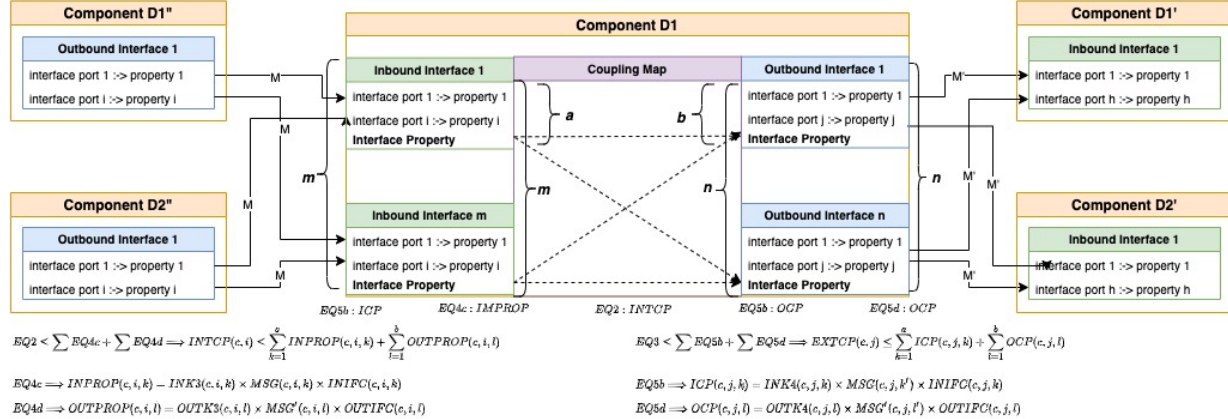 Component D1"
Outbound Interface 1
interface port 1 :-> property 1
interface port i :-> property i
Component D2"
Outbound Interface 1
interface port 1 :-> property 1
interface port i :-> property i
M
M
M
M
Component D1
Inbound Interface 1
interface port 1 :-> property 1
interface port i :-> property i
Interface Property
Coupling Map
Outbound Interface 1
interface port 1 :-> property 1
interface port j :-> property j
Interface Property
a
b
m
m
n
n
Inbound Interface m
interface port 1 :-> property 1
interface port i :-> property i
Interface Property
Outbound Interface n
interface port 1 :-> property 1
interface port j :-> property j
Interface Property
M'
M'
M'
M'
Component D1'
Inbound Interface 1
interface port 1 :-> property 1
interface port h :-> property h
Component D2'
Inbound Interface 1
interface port 1 :-> property 1
interface port h :-> property h
EQ5b : ICP
EQ4c : IMPROP
EQ2 : INTCP
EQ5b : OCP
EQ5d : OCP
EQ2 < ∑ EQ4c + ∑ EQ4d ⟹ INTCP(c, i) < ∑_{k=1}^{a} INPROP(c, i, k) + ∑_{l=1}^{b} OUTPROP(c, i, l)
EQ3 < ∑ EQ5b + ∑ EQ5d ⟹ EXTCP(c, j) ≤ ∑_{k=1}^{a} ICP(c, j, k) + ∑_{l=1}^{b} OCP(c, j, l)
EQ4c ⟹ INPROP(c, i, k) = INK3(c, i, k) × MSG(c, i, k) × INIFC(c, i, k)
EQ5b ⟹ ICP(c, j, k) = INK4(c, j, k) × MSG(c, j, k') × INIFC(c, j, k)
EQ4d ⟹ OUTPROP(c, i, l) = OUTK3(c, i, l) × MSG'(c, i, l) × OUTIFC(c, i, l)
EQ5d ⟹ OCP(c, j, l) = OUTK4(c, j, l) × MSG'(c, j, l') × OUTIFC(c, j, l)